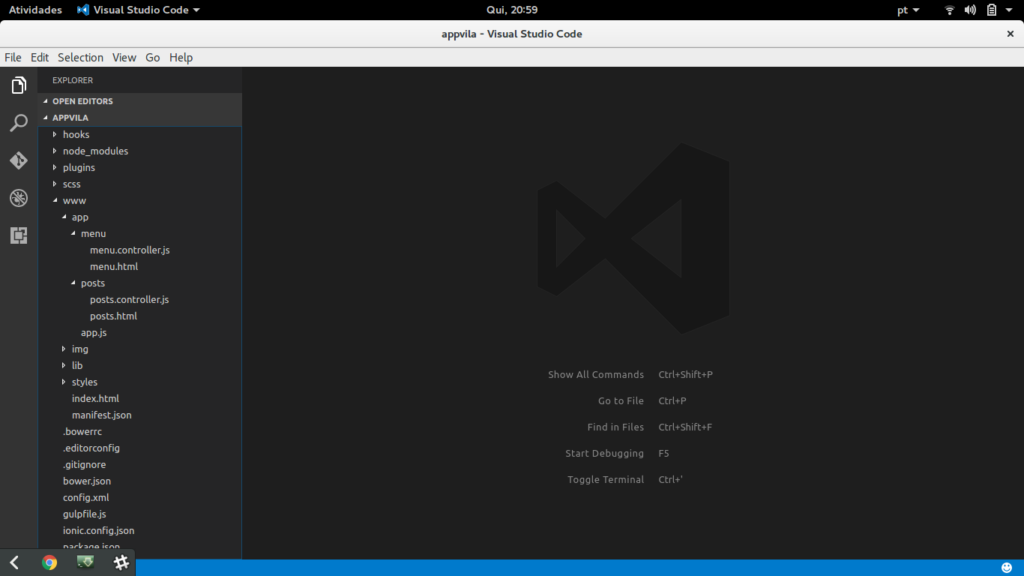 Atividades Visual Studio Code Qui, 20:59 pt
appvila - Visual Studio Code
File Edit Selection View Go Help
EXPLORER
OPEN EDITORS
APPVILA
hooks
node_modules
plugins
scss
www
app
menu
menu.controller.js
menu.html
posts
posts.controller.js
posts.html
app.js
img
lib
styles
index.html
manifest.json
.bowerrc
.editorconfig
.gitignore
bower.json
config.xml
gulpfile.js
ionic.config.json
package.json
Show All Commands Ctrl+Shift+P
Go to File Ctrl+P
Find in Files Ctrl+Shift+F
Start Debugging F5
Toggle Terminal Ctrl+'